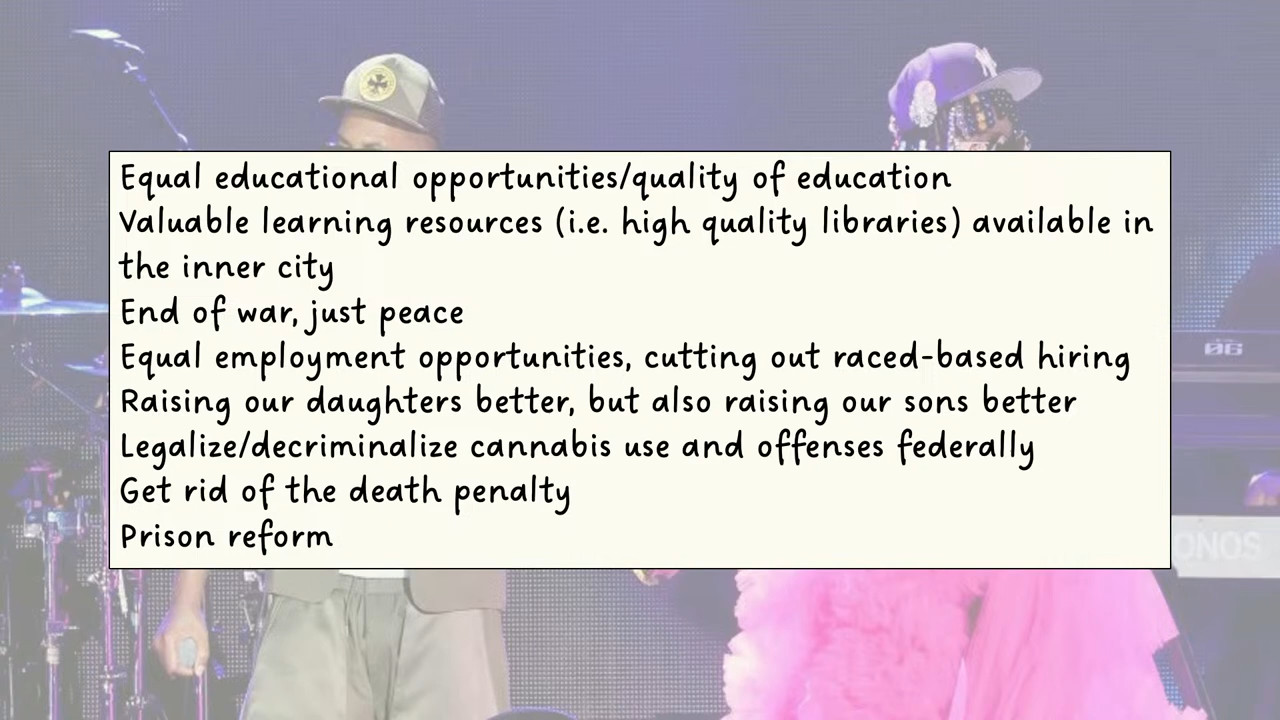 Equal educational opportunities/quality of education
Valuable learning resources (i.e. high quality libraries) available in
the inner city
End of war, just peace
Equal employment opportunities, cutting out raced-based hiring
Raising our daughters better, but also raising our sons better
Legalize/decriminalize cannabis use and offenses federally
Get rid of the death penalty
Prison reform
06
ONOS